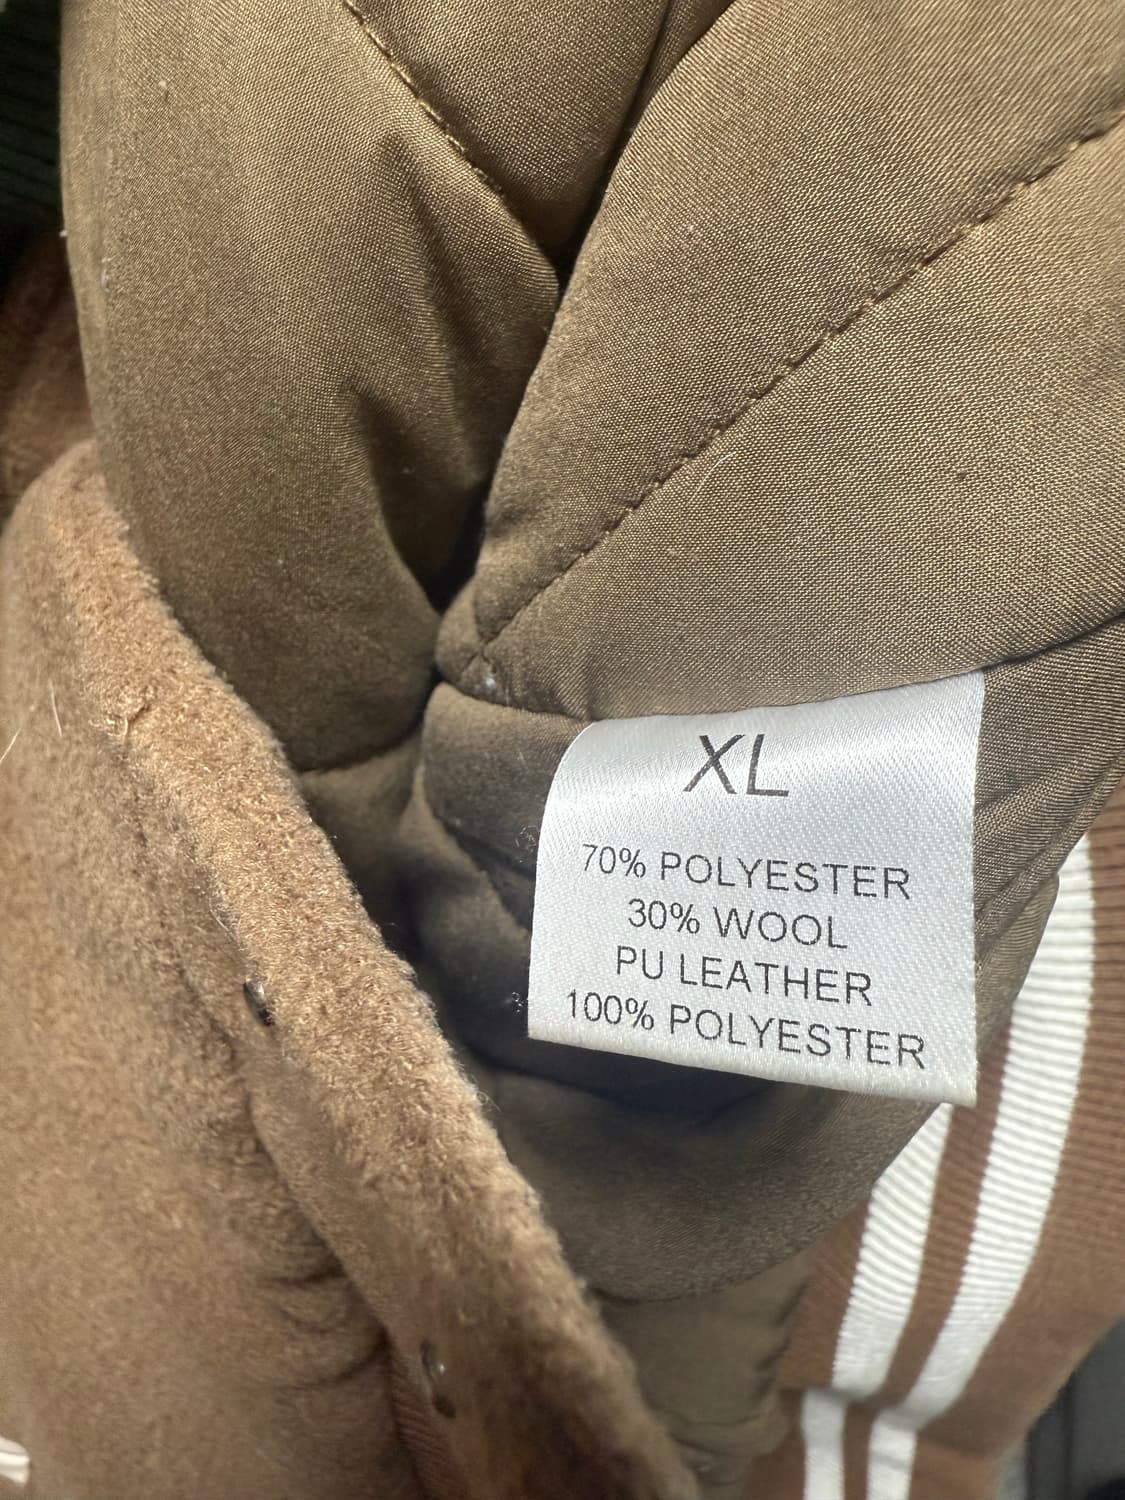 XL
70% POLYESTER
30% WOOL
PU LEATHER
100% POLYESTER